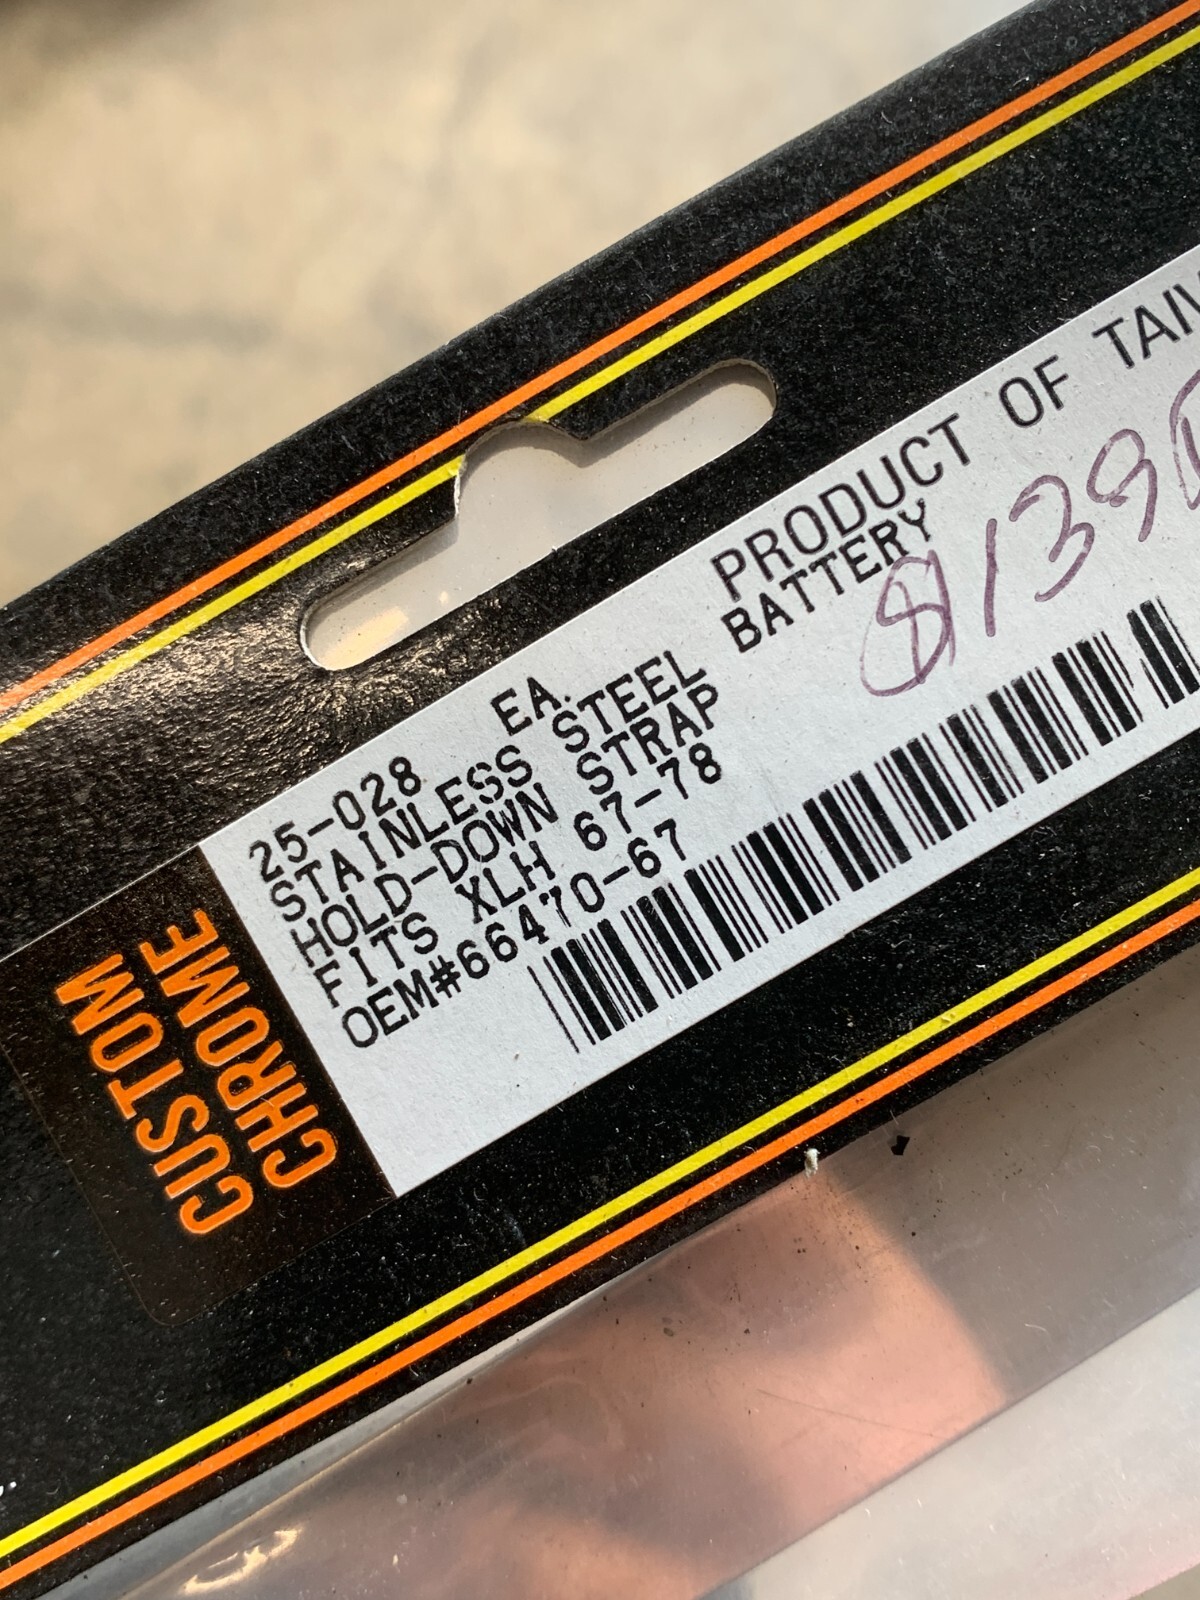 25-028 EA. PRODUCT OF
STAINLESS STEEL BATTERY
HOLD-DOWN STRAP
FITS XLH 67-78
OEM#66470-67
CUSTOM
CHROME